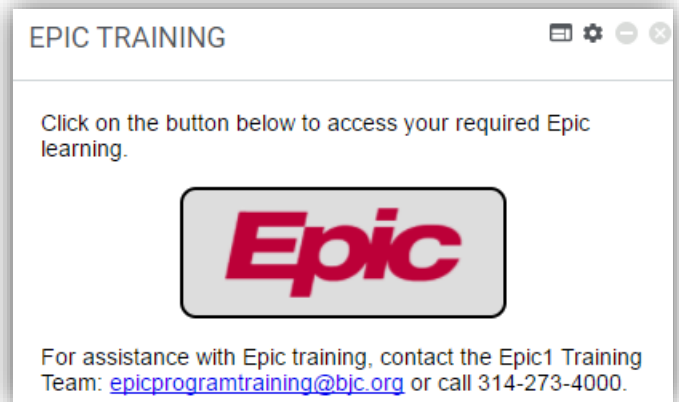 EPIC TRAINING
Click on the button below to access your required Epic
learning.
Epic
For assistance with Epic training, contact the Epic1 Training
Team: epicprogramtraining@bjc.org or call 314-273-4000.